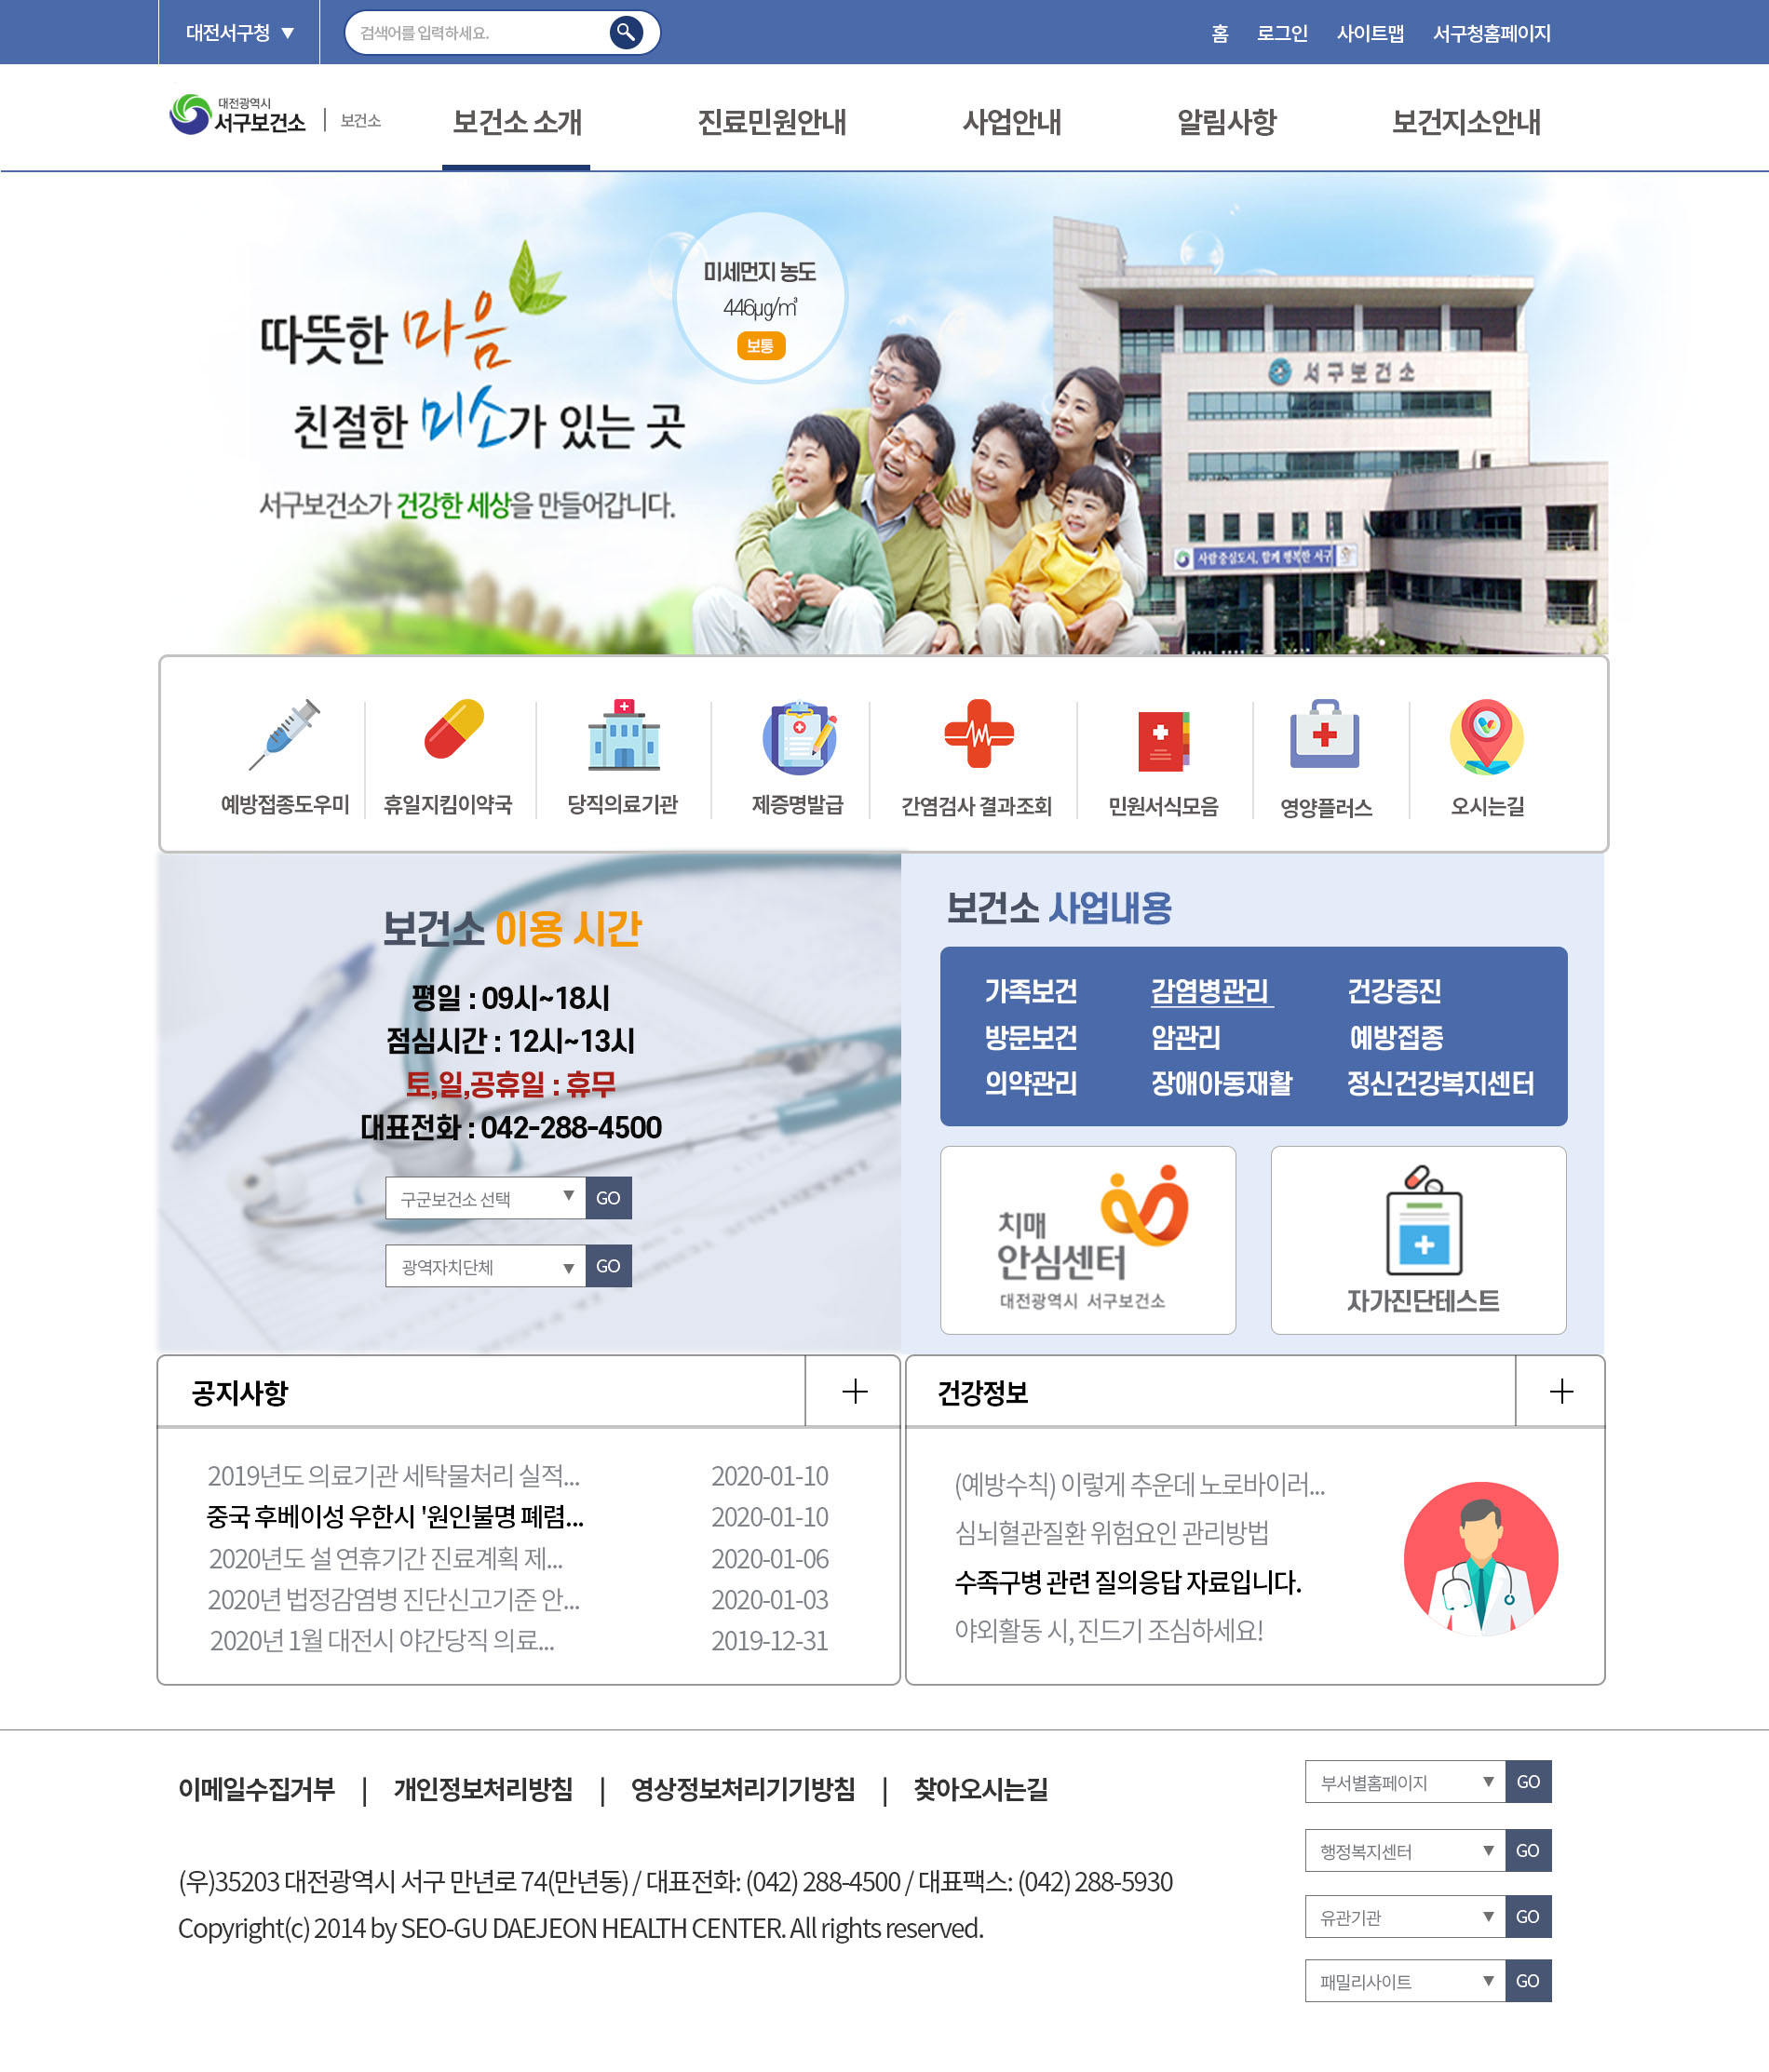 대전서구청 ▼
검색어를 입력하세요.
홈 로그인 사이트맵 서구청홈페이지
대전광역시
서구보건소 | 보건소
보건소 소개 진료민원안내 사업안내 알림사항 보건지소안내
미세먼지 농도
446μg/㎥
보통
따뜻한 마음
친절한 미소가 있는 곳
서구보건소가 건강한 세상을 만들어갑니다.
서구보건소
사람중심도시, 함께 행복한 서구
예방접종도우미 휴일지킴이약국 당직의료기관 제증명발급 간염검사 결과조회 민원서식모음 영양플러스 오시는길
보건소 이용 시간
평일 : 09시~18시
점심시간 : 12시~13시
토,일,공휴일 : 휴무
대표전화 : 042-288-4500
구군보건소 선택 ▼ GO
광역자치단체 ▼ GO
보건소 사업내용
가족보건 감염병관리 건강증진
방문보건 암관리 예방접종
의약관리 장애아동재활 정신건강복지센터
치매
안심센터
대전광역시 서구보건소
자가진단테스트
공지사항 +
2019년도 의료기관 세탁물처리 실적... 2020-01-10
중국 후베이성 우한시 '원인불명 폐렴... 2020-01-10
2020년도 설 연휴기간 진료계획 제... 2020-01-06
2020년 법정감염병 진단신고기준 안... 2020-01-03
2020년 1월 대전시 야간당직 의료... 2019-12-31
건강정보 +
(예방수칙) 이렇게 추운데 노로바이러...
심뇌혈관질환 위험요인 관리방법
수족구병 관련 질의응답 자료입니다.
야외활동 시, 진드기 조심하세요!
이메일수집거부 | 개인정보처리방침 | 영상정보처리기기방침 | 찾아오시는길
(우)35203 대전광역시 서구 만년로 74(만년동) / 대표전화: (042) 288-4500 / 대표팩스: (042) 288-5930
Copyright(c) 2014 by SEO-GU DAEJEON HEALTH CENTER. All rights reserved.
부서별홈페이지 ▼ GO
행정복지센터 ▼ GO
유관기관 ▼ GO
패밀리사이트 ▼ GO